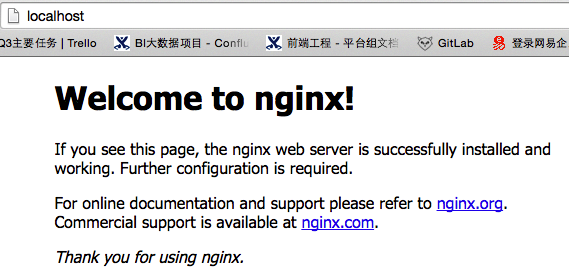 localhost
Q3主要任务 | Trello BI大数据项目 - Conflu 前端工程 - 平台组文档 GitLab 登录网易企
Welcome to nginx!
If you see this page, the nginx web server is successfully installed and
working. Further configuration is required.
For online documentation and support please refer to nginx.org.
Commercial support is available at nginx.com.
Thank you for using nginx.